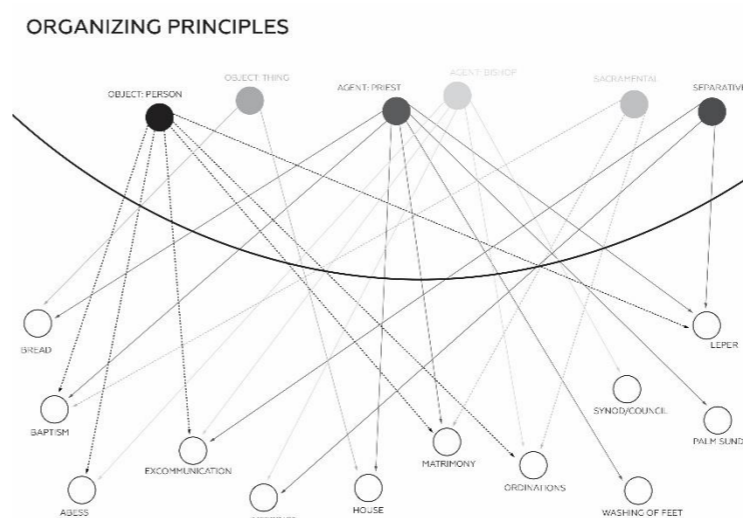 ORGANIZING PRINCIPLES
OBJECT: PERSON
OBJECT: THING
AGENT: PRIEST
AGENT: BISHOP
SACRAMENTAL
SEPARATIVE
BREAD
LEPER
BAPTISM
SYNOD/COUNCIL
PALM SUND
EXCOMMUNICATION
MATRIMONY
ORDINATIONS
ABESS
HOUSE
WASHING OF FEET